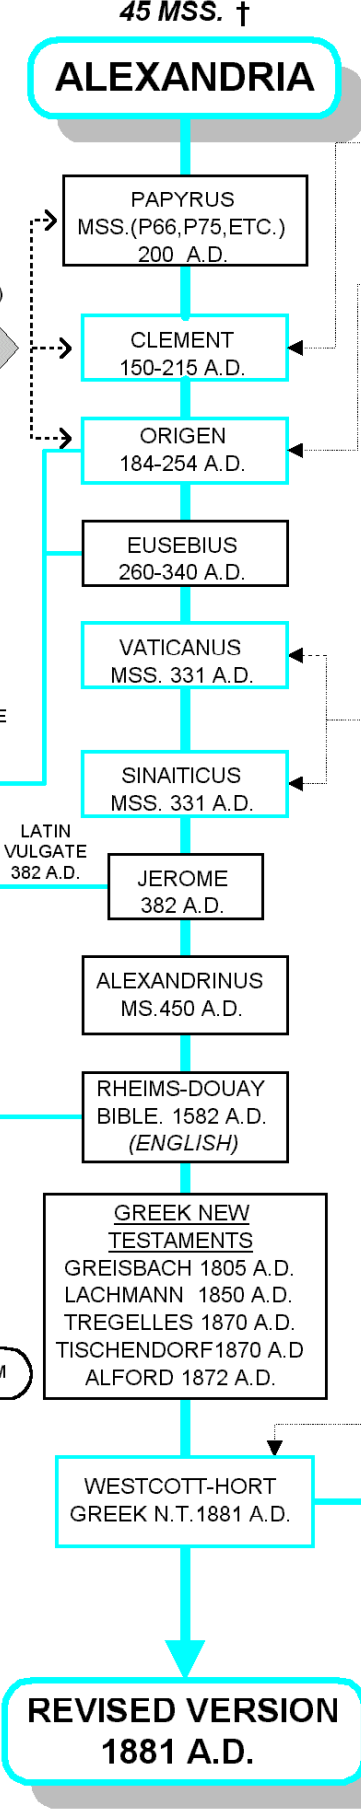 45 MSS. †
ALEXANDRIA
PAPYRUS
MSS.(P66,P75,ETC.)
200 A.D.
)
CLEMENT
150-215 A.D.
ORIGEN
184-254 A.D.
EUSEBIUS
260-340 A.D.
VATICANUS
MSS. 331 A.D.
E
SINAITICUS
MSS. 331 A.D.
LATIN
VULGATE
382 A.D.
JEROME
382 A.D.
ALEXANDRINUS
MS.450 A.D.
RHEIMS-DOUAY
BIBLE. 1582 A.D.
(ENGLISH)
GREEK NEW
TESTAMENTS
GREISBACH 1805 A.D.
LACHMANN 1850 A.D.
TREGELLES 1870 A.D.
TISCHENDORF1870 A.D
ALFORD 1872 A.D.
M
WESTCOTT-HORT
GREEK N.T.1881 A.D.
REVISED VERSION
1881 A.D.